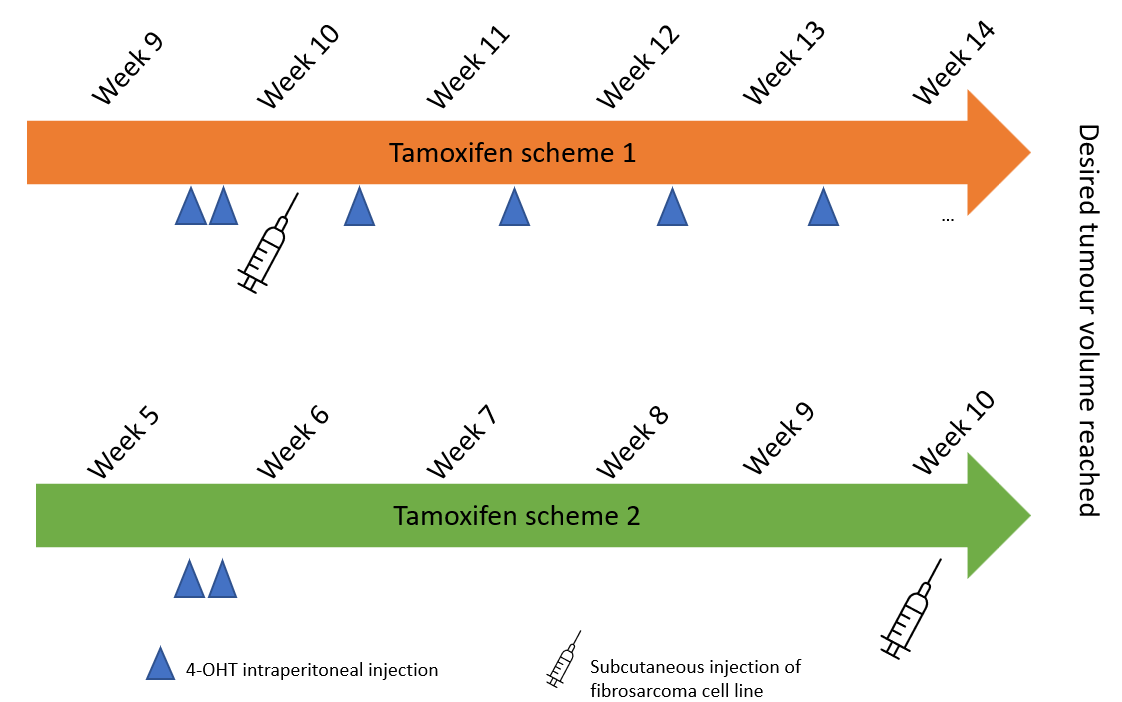 Week 9
Week 10
Week 11
Week 12
Week 13
Week 14
Tamoxifen scheme 1
...
Desired tumour volume reached
Week 5
Week 6
Week 7
Week 8
Week 9
Week 10
Tamoxifen scheme 2
4-OHT intraperitoneal injection
Subcutaneous injection of
fibrosarcoma cell line